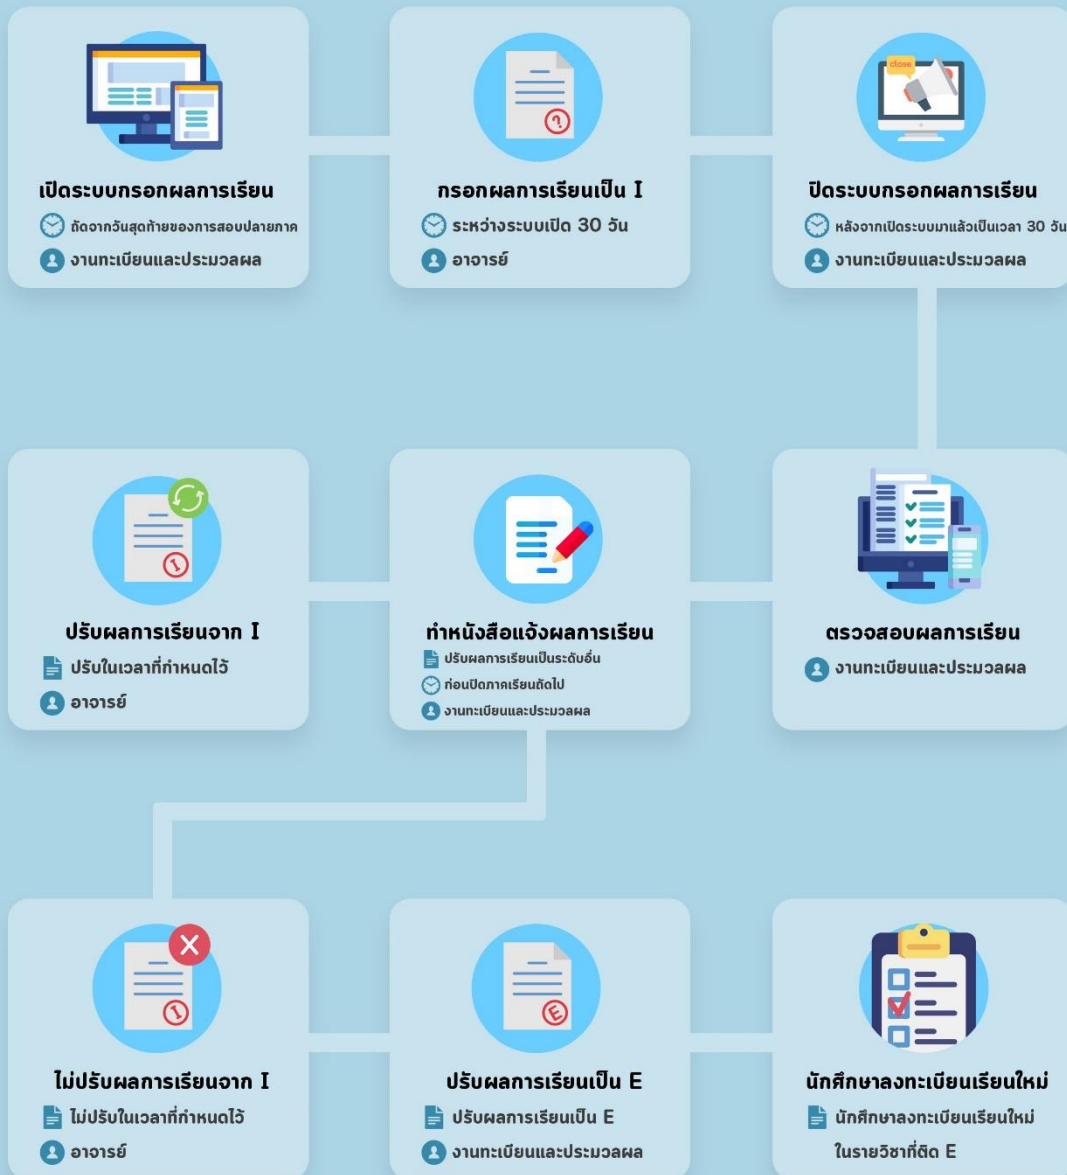 close
เปิดระบบกรอกผลการเรียน
ถัดจากวันสุดท้ายของการสอบปลายภาค
งานทะเบียนและประมวลผล
?
กรอกผลการเรียนเป็น I
ระหว่างระบบเปิด 30 วัน
อาจารย์
ปิดระบบกรอกผลการเรียน
หลังจากเปิดระบบมาแล้วเป็นเวลา 30 วัน
งานทะเบียนและประมวลผล
I
ปรับผลการเรียนจาก I
ปรับในเวลาที่กำหนดไว้
อาจารย์
ทำหนังสือแจ้งผลการเรียน
ปรับผลการเรียนเป็นระดับอื่น
ก่อนปิดภาคเรียนถัดไป
งานทะเบียนและประมวลผล
ตรวจสอบผลการเรียน
งานทะเบียนและประมวลผล
I
ไม่ปรับผลการเรียนจาก I
ไม่ปรับในเวลาที่กำหนดไว้
อาจารย์
E
ปรับผลการเรียนเป็น E
ปรับผลการเรียนเป็น E
งานทะเบียนและประมวลผล
นักศึกษาลงทะเบียนเรียนใหม่
นักศึกษาลงทะเบียนเรียนใหม่
ในรายวิชาที่ติด E